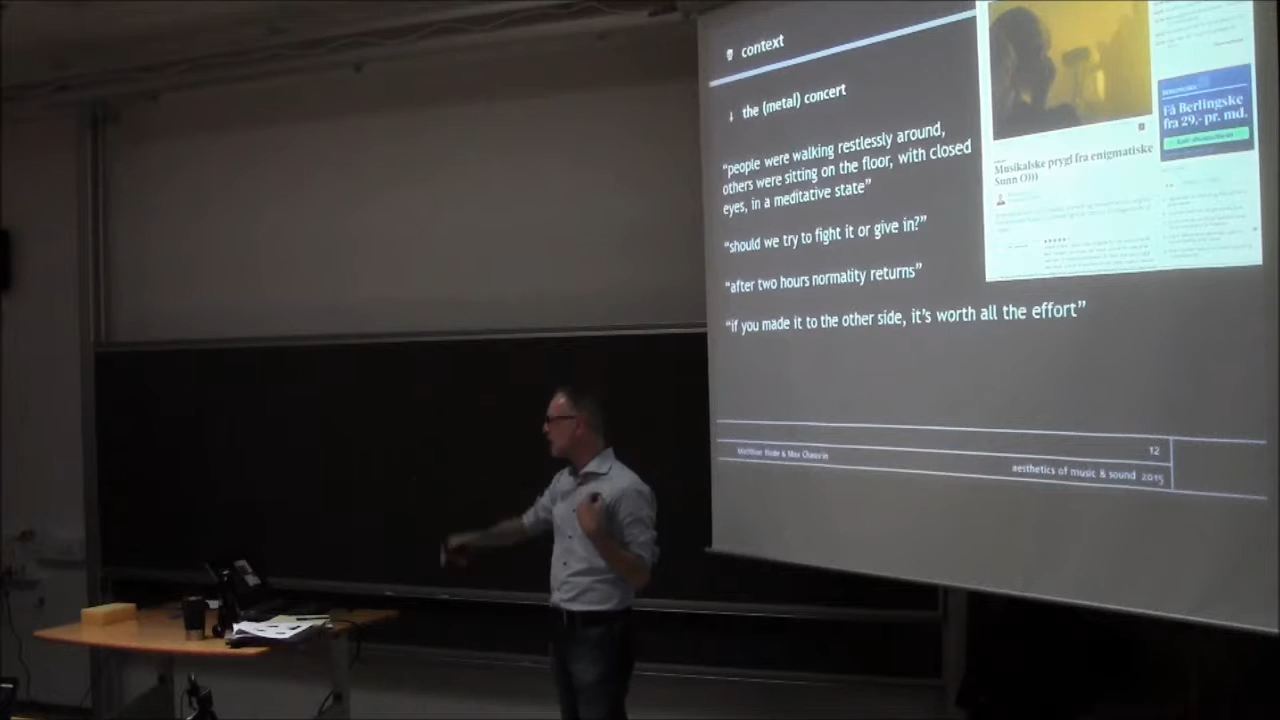 context
the (metal) concert
“people were walking restlessly around,
others were sitting on the floor, with closed
eyes, in a meditative state”
“should we try to fight it or give in?”
“after two hours normality returns”
“if you made it to the other side, it’s worth all the effort”
Musikalske prygl fra enigmatiske
Sunn O)))
Få Berlingske
fra 29,- pr. md.
12
aesthetics of music & sound 2015